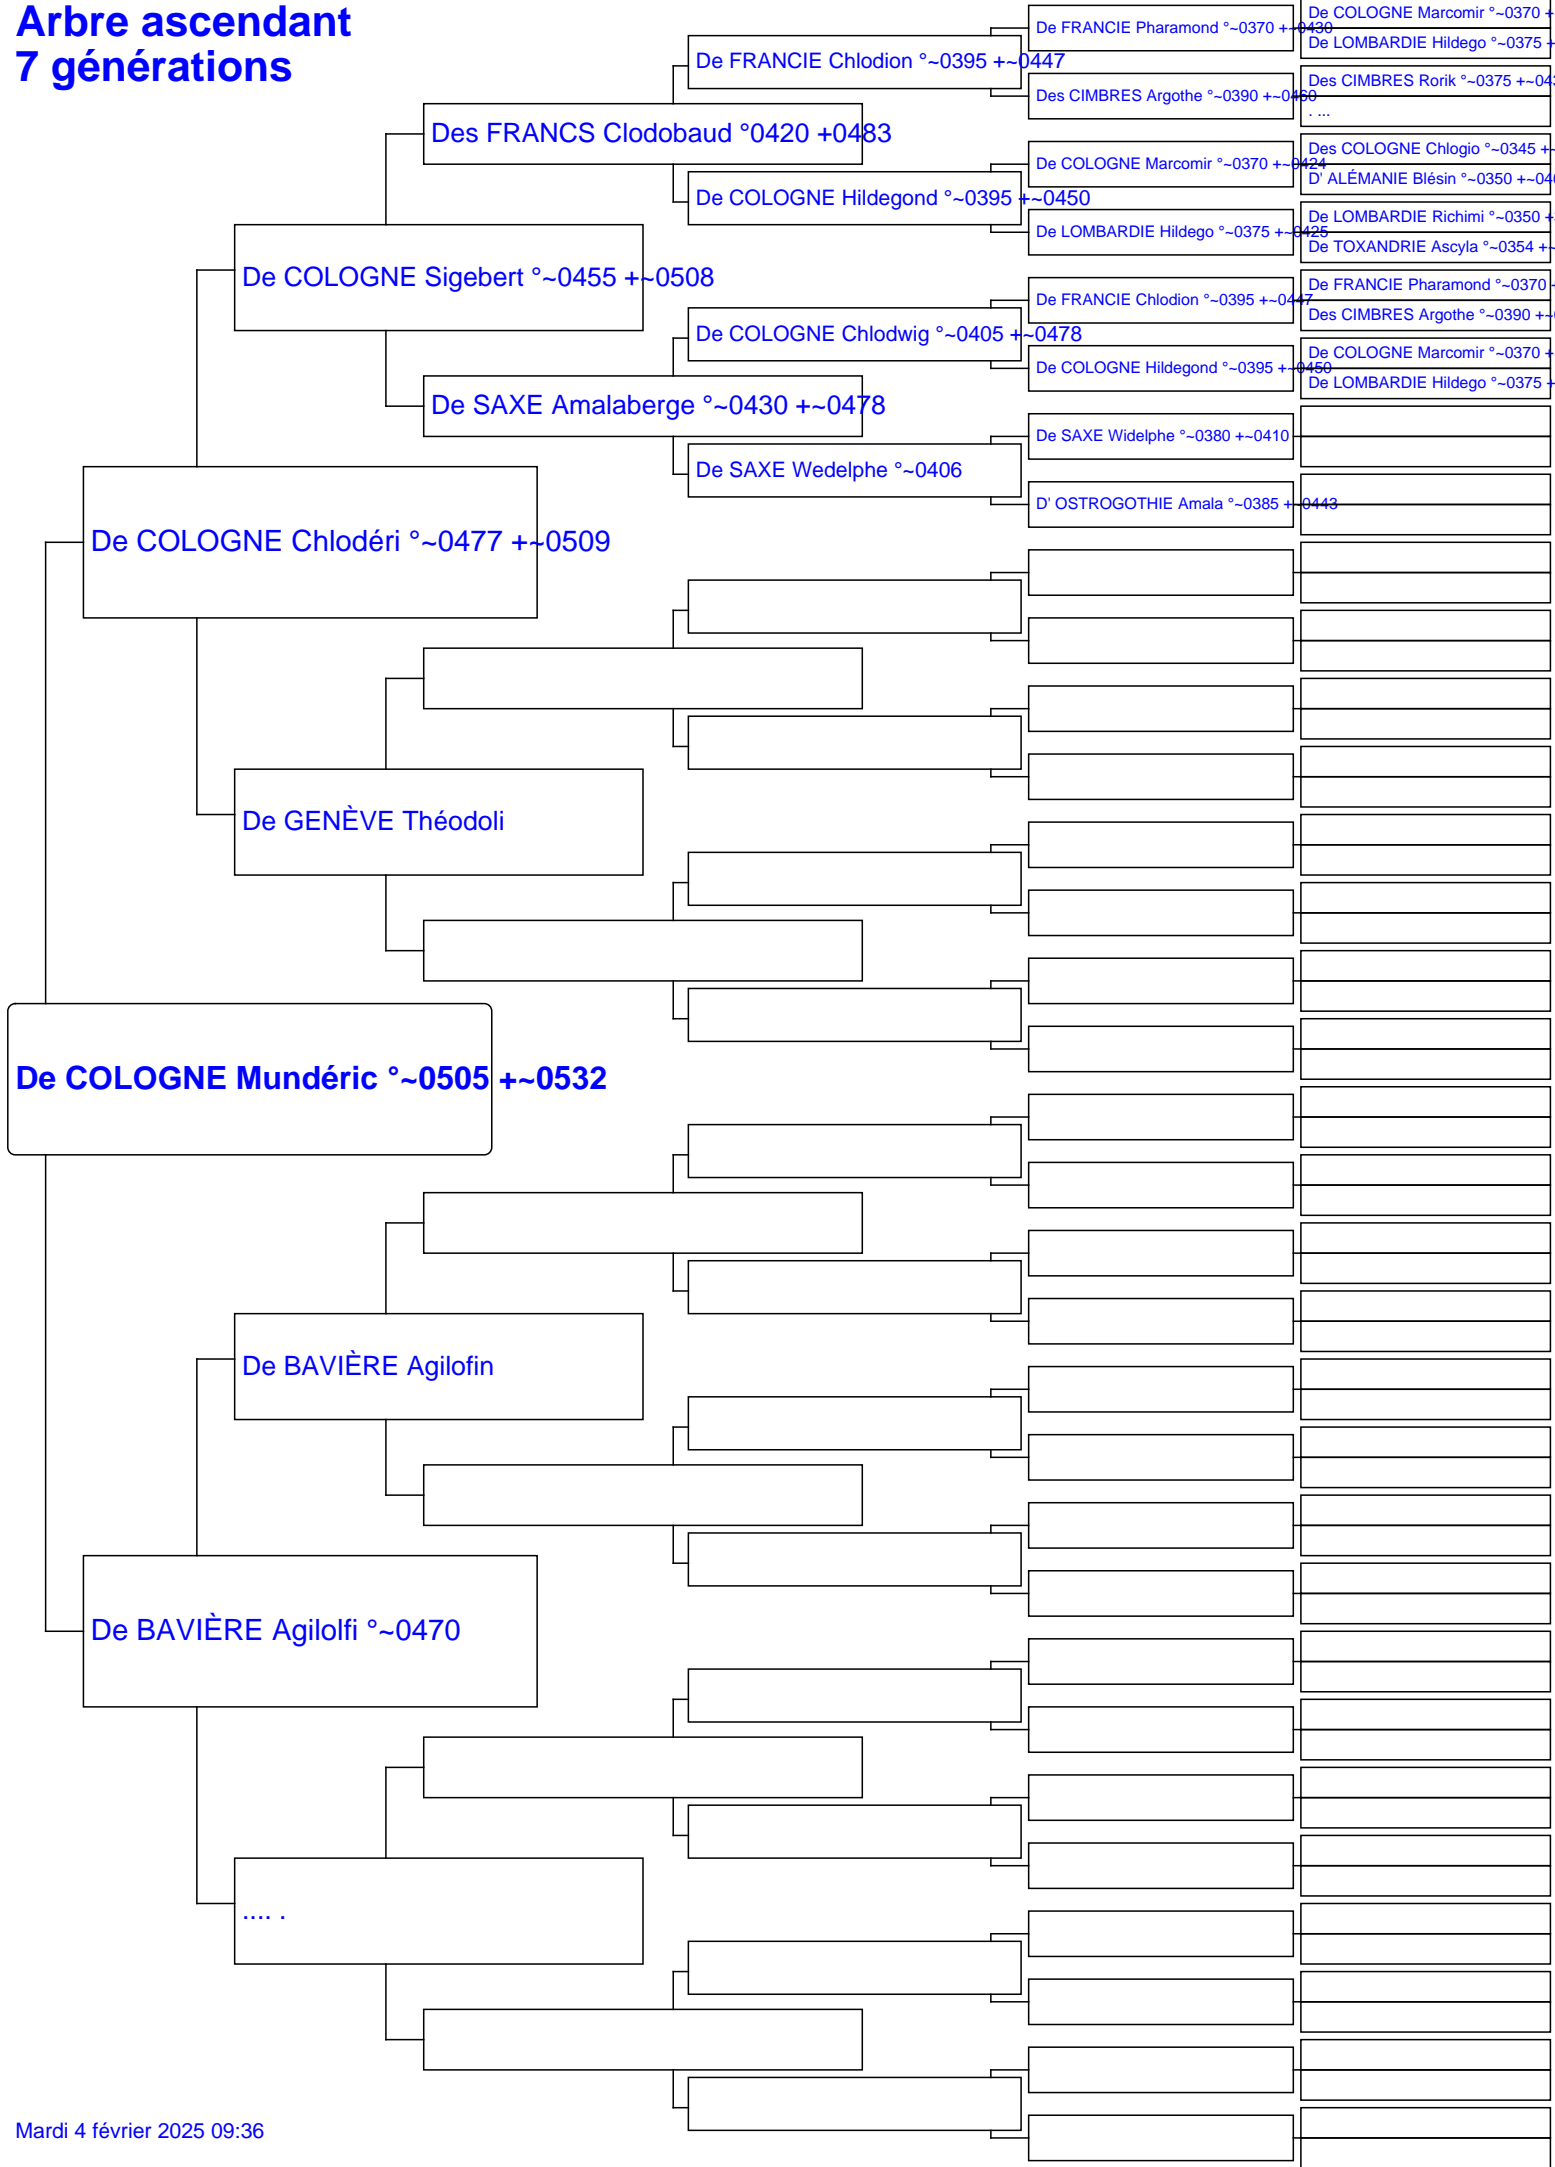 Arbre ascendant
7 générations
De COLOGNE Mundéric °~0505 +~0532
De COLOGNE Chlodéri °~0477 +~0509
De BAVIÈRE Agilolfi °~0470
De COLOGNE Sigebert °~0455 +~0508
De GENÈVE Théodoli
De BAVIÈRE Agilofin
.... .
Des FRANCS Clodobaud °0420 +0483
De SAXE Amalaberge °~0430 +~0478
De FRANCIE Chlodion °~0395 +~0447
De COLOGNE Hildegond °~0395 +~0450
De COLOGNE Chlodwig °~0405 +~0478
De SAXE Wedelphe °~0406
De FRANCIE Pharamond °~0370 +~0430
Des CIMBRES Argothe °~0390 +~0460
De COLOGNE Marcomir °~0370 +~0424
De LOMBARDIE Hildego °~0375 +~0425
De FRANCIE Chlodion °~0395 +~0447
De COLOGNE Hildegond °~0395 +~0450
De SAXE Widelphe °~0380 +~0410
D' OSTROGOTHIE Amala °~0385 +~0443
De COLOGNE Marcomir °~0370 +
De LOMBARDIE Hildego °~0375 +
Des CIMBRES Rorik °~0375 +~04
. ...
Des COLOGNE Chlogio °~0345 +~
D' ALÉMANIE Blésin °~0350 +~04
De LOMBARDIE Richimi °~0350 +
De TOXANDRIE Ascyla °~0354 +~
De FRANCIE Pharamond °~0370 +
Des CIMBRES Argothe °~0390 +~
De COLOGNE Marcomir °~0370 +
De LOMBARDIE Hildego °~0375 +
Mardi 4 février 2025 09:36